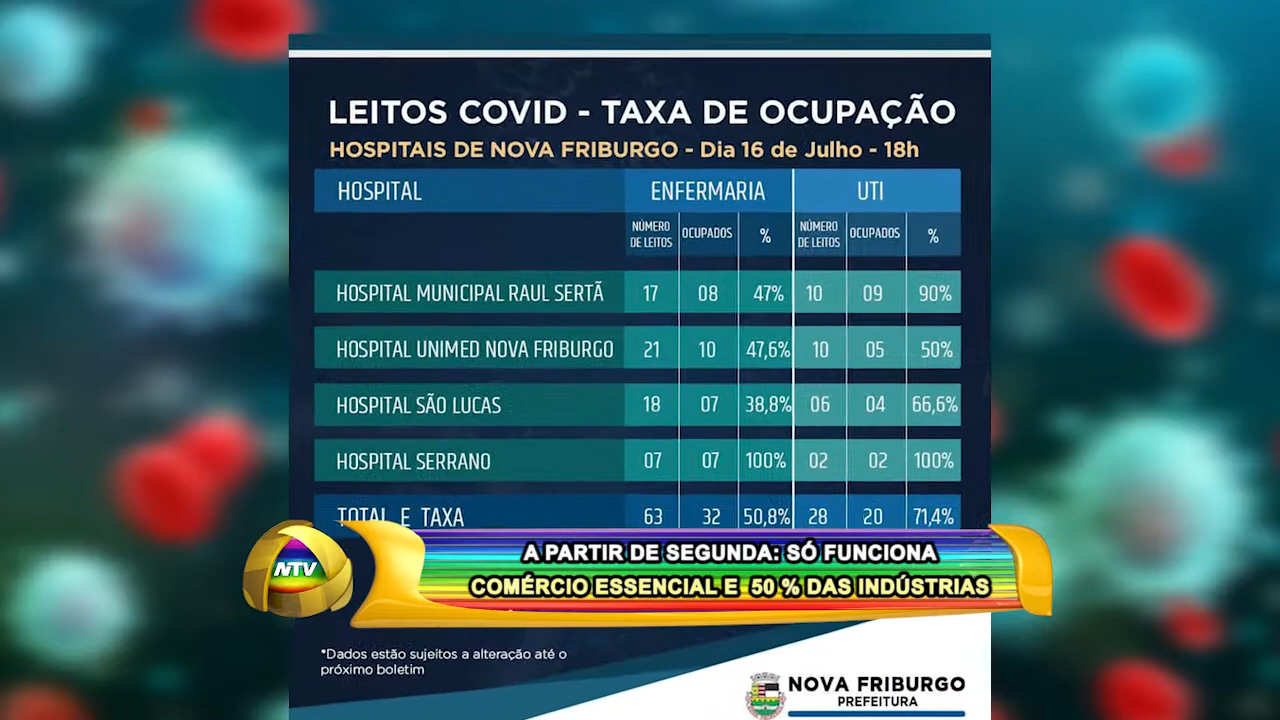 LEITOS COVID - TAXA DE OCUPAÇÃO
HOSPITAIS DE NOVA FRIBURGO - Dia 16 de Julho - 18h
HOSPITAL ENFERMARIA UTI
NÚMERO DE LEITOS OCUPADOS % NÚMERO DE LEITOS OCUPADOS %
HOSPITAL MUNICIPAL RAUL SERTÃ 17 08 47% 10 09 90%
HOSPITAL UNIMED NOVA FRIBURGO 21 10 47,6% 10 05 50%
HOSPITAL SÃO LUCAS 18 07 38,8% 06 04 66,6%
HOSPITAL SERRANO 07 07 100% 02 02 100%
TOTAL E TAXA 63 32 50,8% 28 20 71,4%
NTV
A PARTIR DE SEGUNDA: SÓ FUNCIONA
COMÉRCIO ESSENCIAL E 50 % DAS INDÚSTRIAS
*Dados estão sujeitos a alteração até o
próximo boletim
NOVA FRIBURGO
PREFEITURA